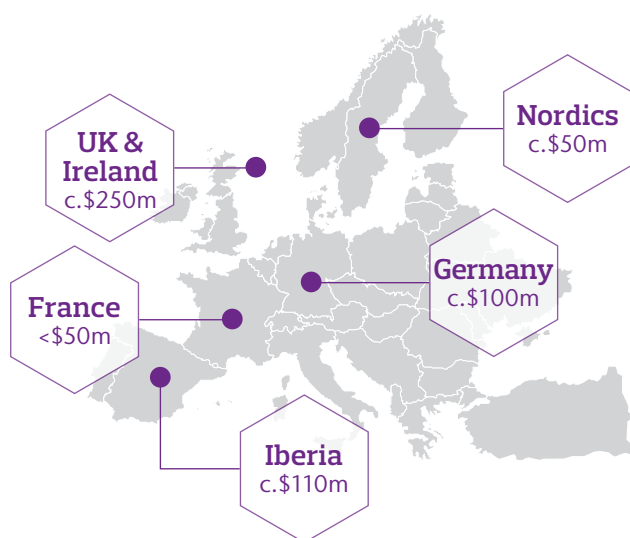 Nordics
c.$50m
UK &
Ireland
c.$250m
Germany
c.$100m
France
<$50m
Iberia
c.$110m